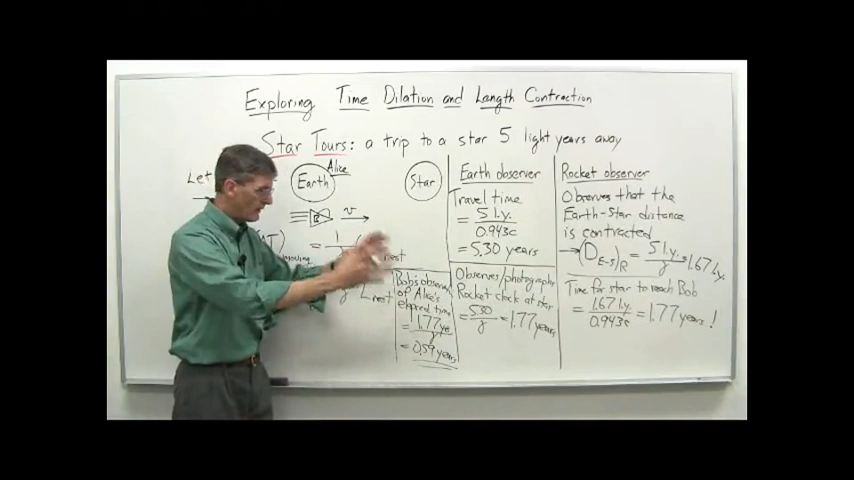 Exploring Time Dilation and Length Contraction
Star Tours: a trip to a star 5 light years away
Let
Alice
Earth
Star
v
moving
= 1
rest
L rest
Bob's observ
of Alice's
elapsed time
= 1.77 ye
γ
= 0.59 years
Earth observer
Travel time
= 5 l.y.
0.943c
= 5.30 years
Observes/photographs
Rocket clock at star
= 5.30 = 1.77 years
γ
Rocket observer
Observes that the
Earth-Star distance
is contracted
→ (D E-S)R = 5 l.y. = 1.67 l.y.
γ
Time for star to reach Bob
= 1.67 l.y. = 1.77 years!
0.943c